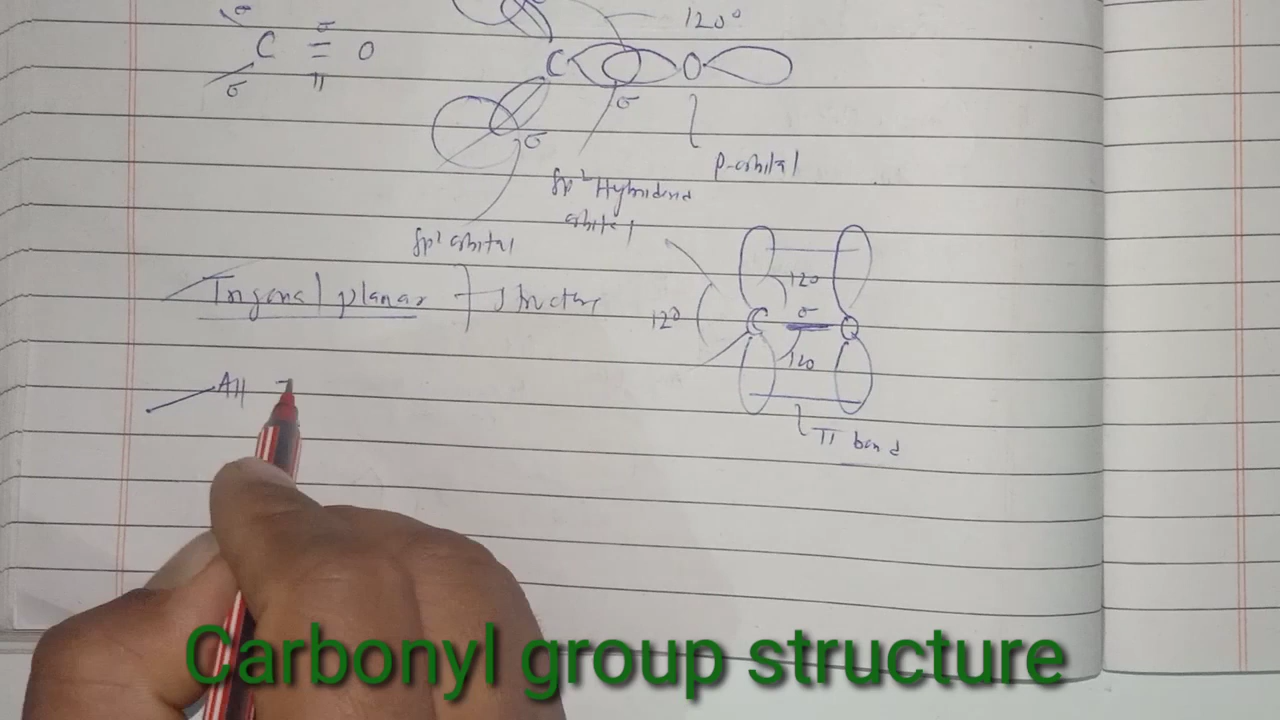 σ
120°
σ
C = O
C O
σ
π
σ
σ
p-orbital
Sp² Hybridised
orbital
Sp² orbital
120
Trigonal planar structure
σ
120
C O
120
All
π bond
Carbonyl group structure